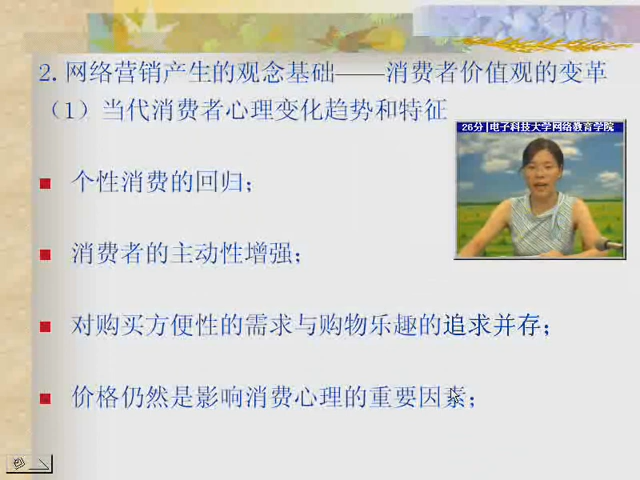 2. 网络营销产生的观念基础——消费者价值观的变革
（1）当代消费者心理变化趋势和特征
26分|电子科技大学网络教育学院
个性消费的回归；
消费者的主动性增强；
对购买方便性的需求与购物乐趣的追求并存；
价格仍然是影响消费心理的重要因素；